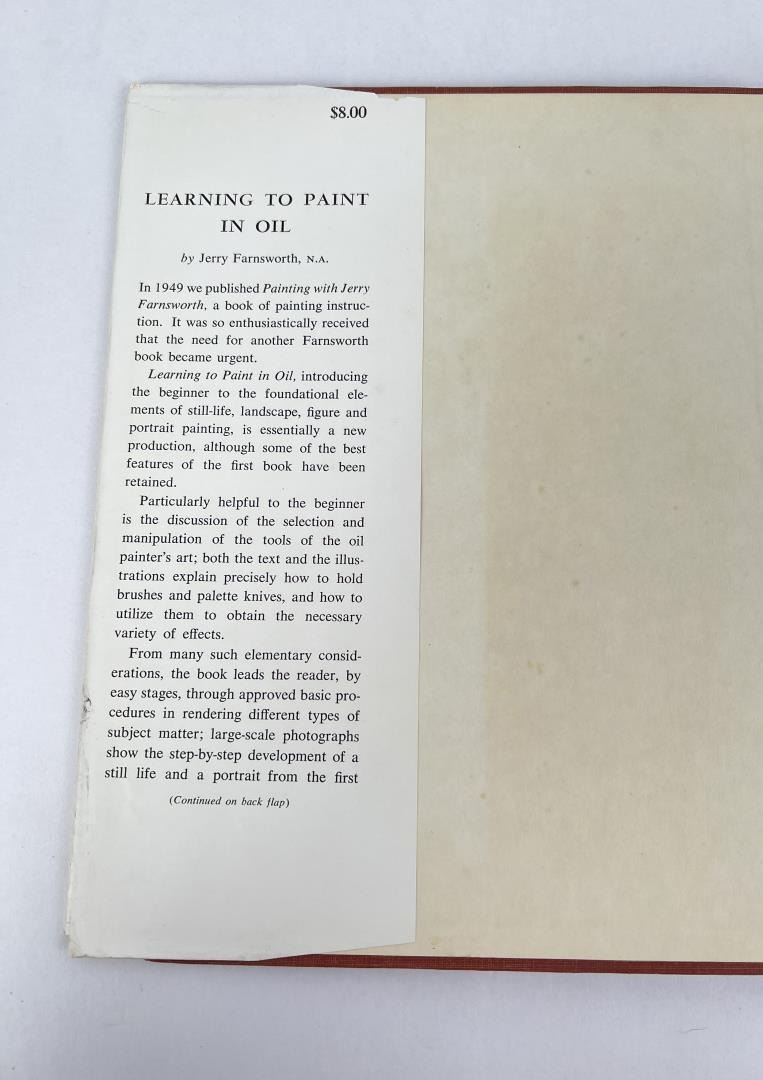 $8.00
LEARNING TO PAINT
IN OIL
by Jerry Farnsworth, N.A.
In 1949 we published Painting with Jerry
Farnsworth, a book of painting instruc-
tion. It was so enthusiastically received
that the need for another Farnsworth
book became urgent.
Learning to Paint in Oil, introducing
the beginner to the foundational ele-
ments of still-life, landscape, figure and
portrait painting, is essentially a new
production, although some of the best
features of the first book have been
retained.
Particularly helpful to the beginner
is the discussion of the selection and
manipulation of the tools of the oil
painter's art; both the text and the illus-
trations explain precisely how to hold
brushes and palette knives, and how to
utilize them to obtain the necessary
variety of effects.
From many such elementary consid-
erations, the book leads the reader, by
easy stages, through approved basic pro-
cedures in rendering different types of
subject matter; large-scale photographs
show the step-by-step development of a
still life and a portrait from the first
(Continued on back flap)